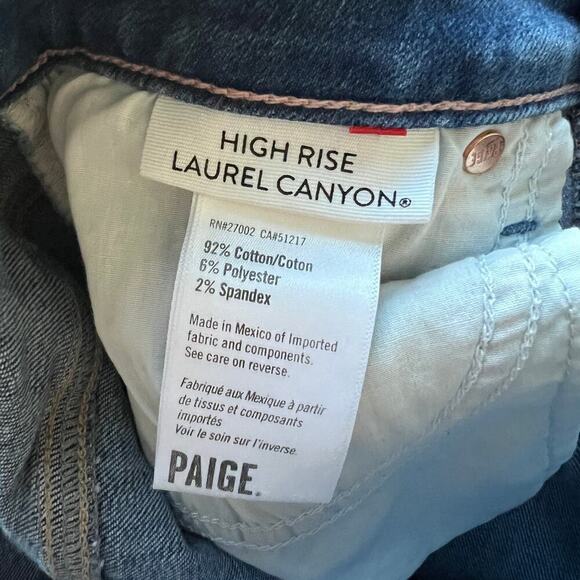 HIGH RISE
LAUREL CANYON®
RN#27002 CA#51217
92% Cotton/Coton
6% Polyester
2% Spandex
Made in Mexico of Imported
fabric and components.
See care on reverse.
Fabriqué aux Mexique à partir
de tissus et composants
importés
Voir le soin sur l'inverse.
PAIGE.